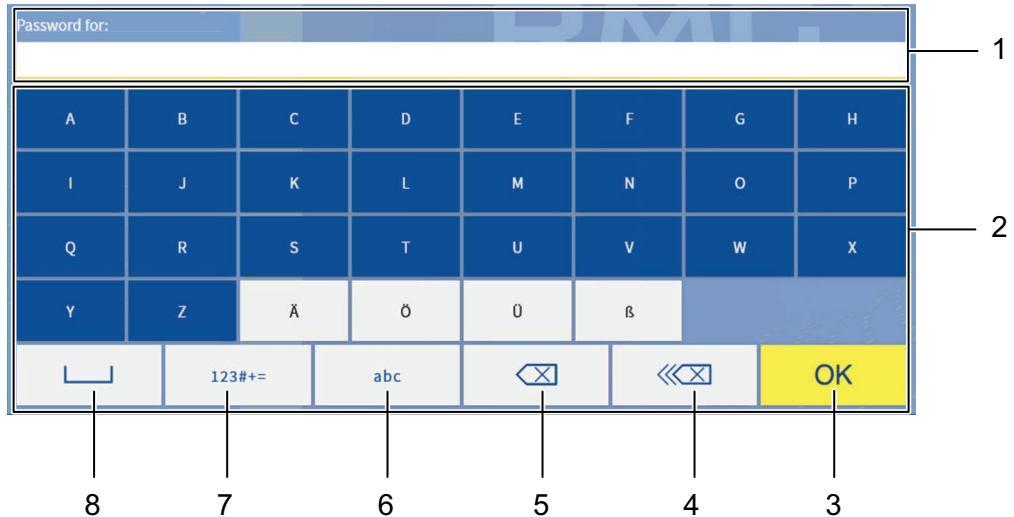 Password for:
1
A B C D E F G H
I J K L M N O P
2
Q R S T U V W X
Y Z Ä Ö Ü ß
123#+= abc OK
8 7 6 5 4 3